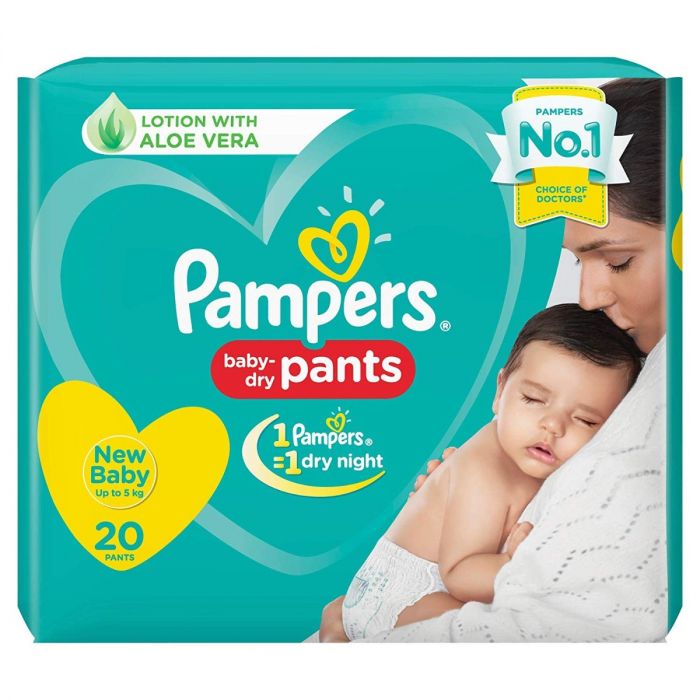 LOTION WITH
ALOE VERA
PAMPERS
No.1
CHOICE OF
DOCTORS*
Pampers®
baby-
dry pants
1 Pampers®
=1 dry night
New
Baby
Up to 5 kg
20
PANTS